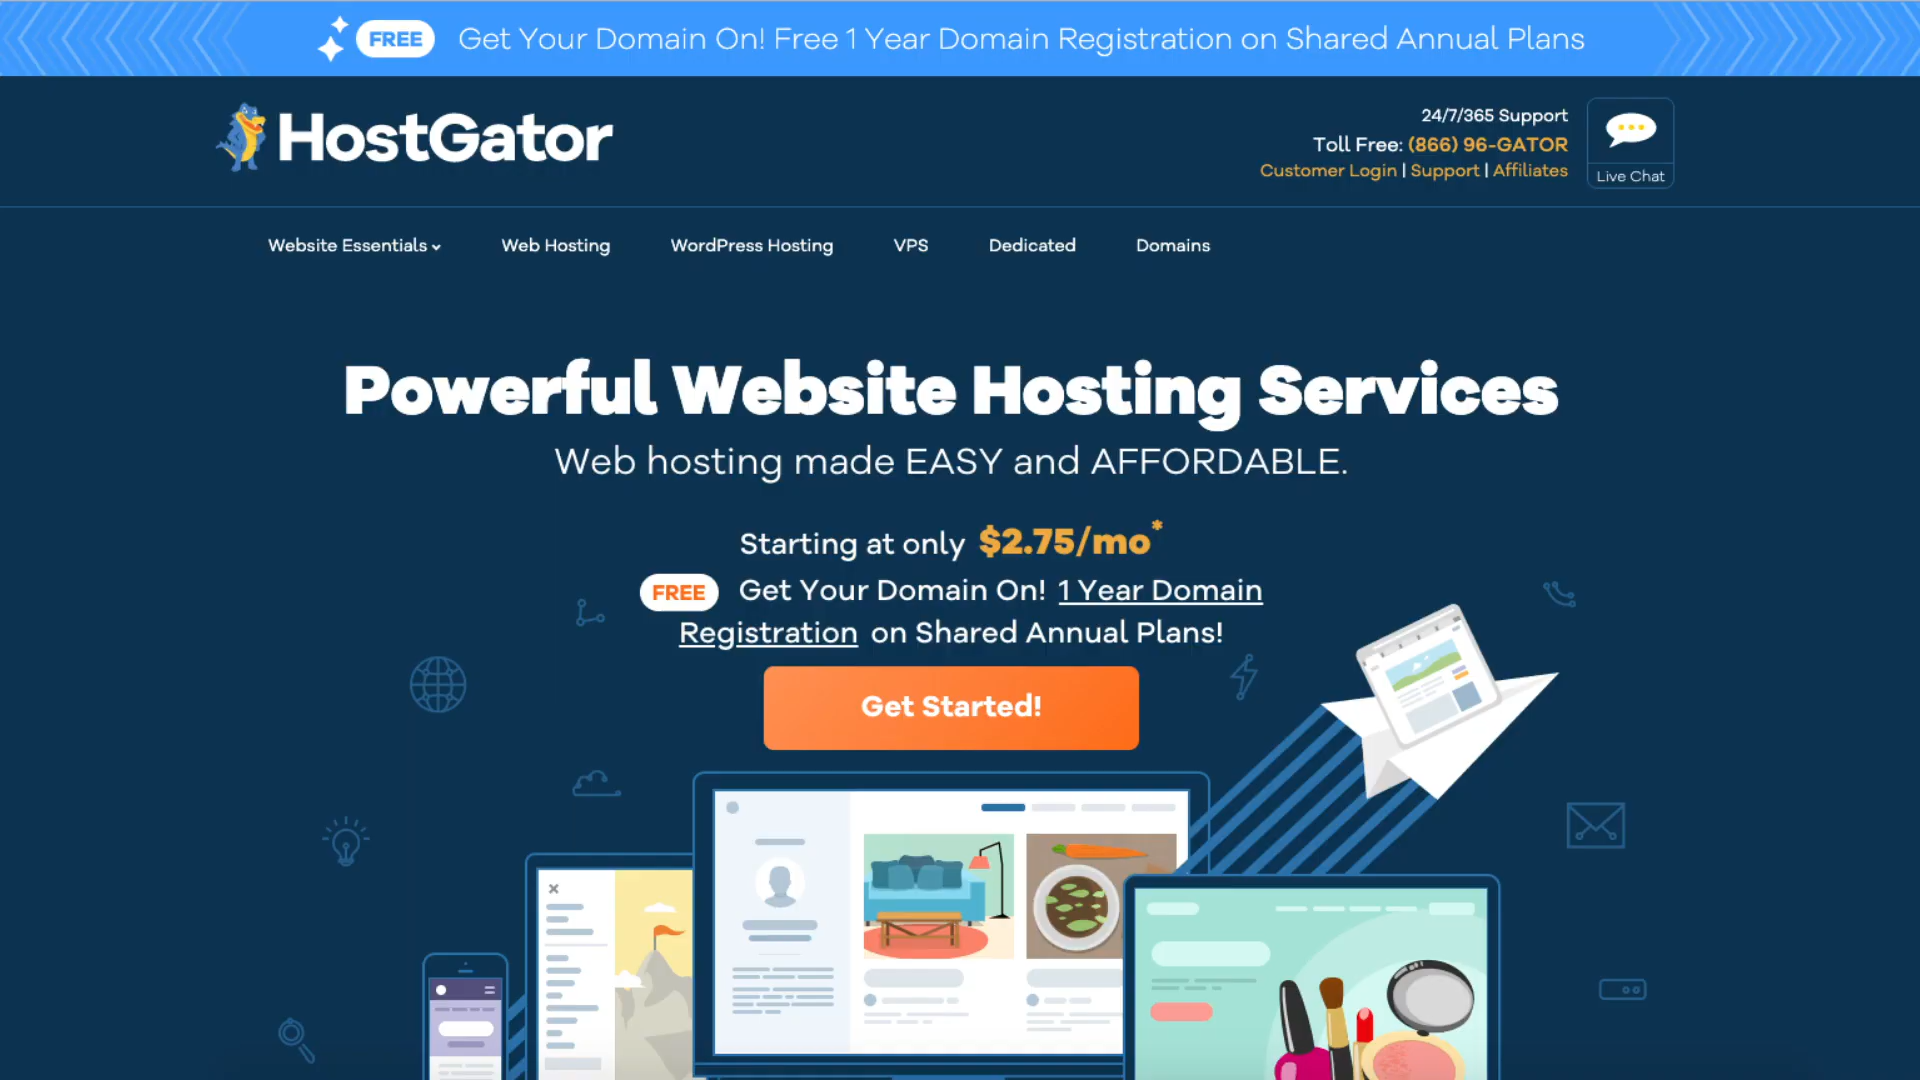 FREE Get Your Domain On! Free 1 Year Domain Registration on Shared Annual Plans
HostGator
24/7/365 Support
Toll Free: (866) 96-GATOR
Customer Login | Support | Affiliates
Live Chat
Website Essentials Web Hosting WordPress Hosting VPS Dedicated Domains
Powerful Website Hosting Services
Web hosting made EASY and AFFORDABLE.
Starting at only $2.75/mo*
FREE Get Your Domain On! 1 Year Domain
Registration on Shared Annual Plans!
Get Started!